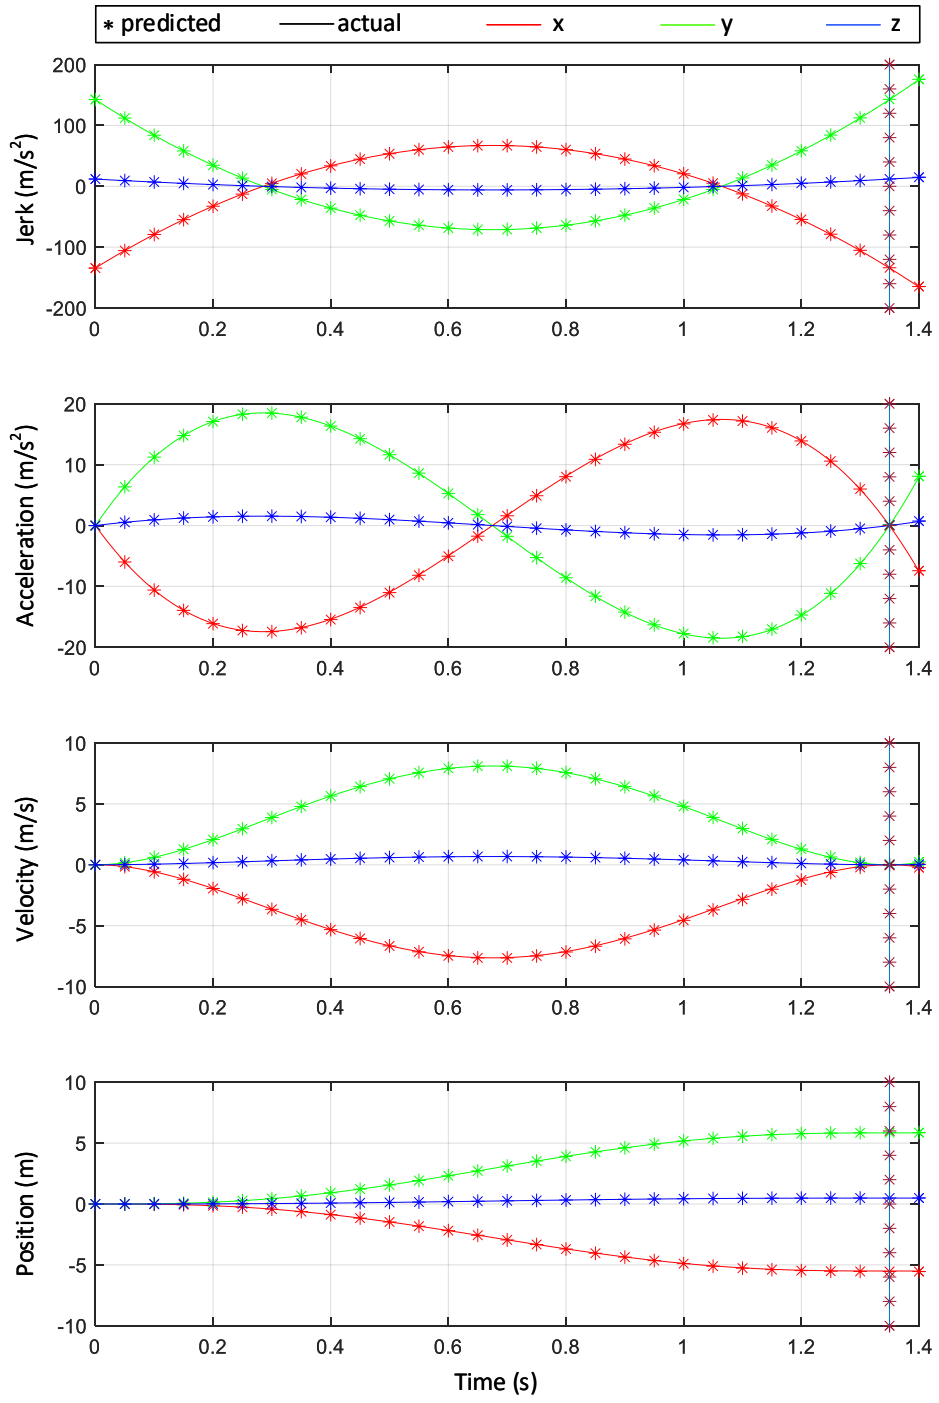 * predicted actual x y z
200
100
0
-100
-200
Jerk (m/s²)
0 0.2 0.4 0.6 0.8 1 1.2 1.4
20
10
0
-10
-20
Acceleration (m/s²)
0 0.2 0.4 0.6 0.8 1 1.2 1.4
10
5
0
-5
-10
Velocity (m/s)
0 0.2 0.4 0.6 0.8 1 1.2 1.4
10
5
0
-5
-10
Position (m)
0 0.2 0.4 0.6 0.8 1 1.2 1.4
Time (s)